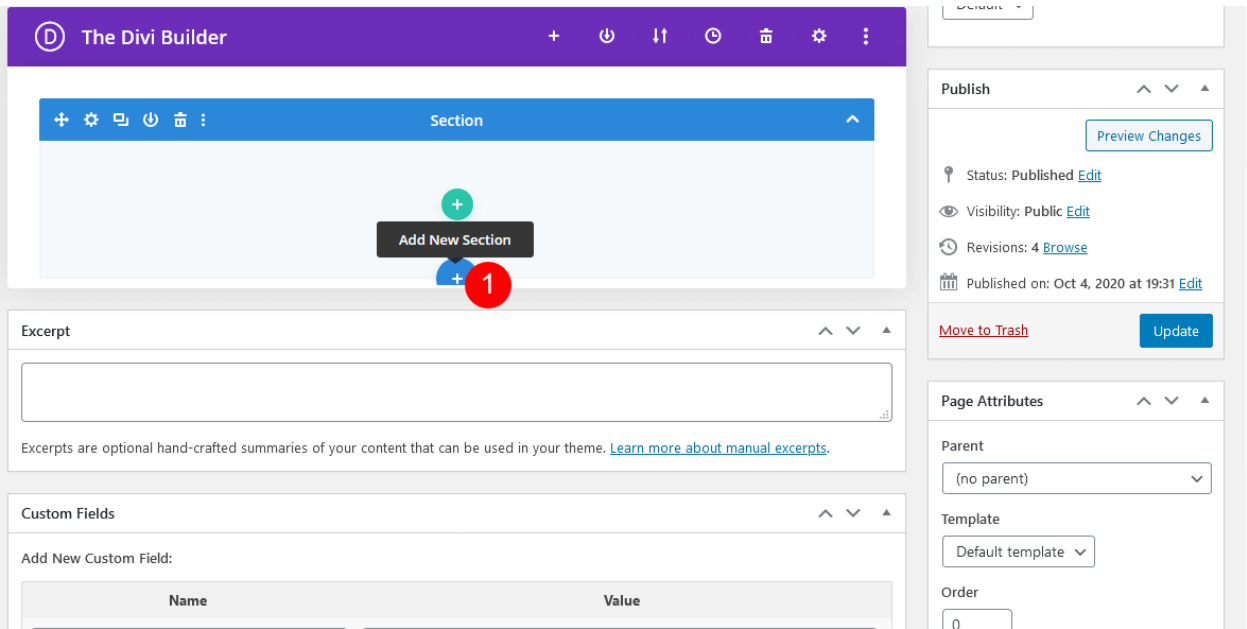 Default
D The Divi Builder
Section
Add New Section
1
Excerpt
Excerpts are optional hand-crafted summaries of your content that can be used in your theme. Learn more about manual excerpts.
Custom Fields
Add New Custom Field:
Name Value
Publish
Preview Changes
Status: Published Edit
Visibility: Public Edit
Revisions: 4 Browse
Published on: Oct 4, 2020 at 19:31 Edit
Move to Trash Update
Page Attributes
Parent
(no parent)
Template
Default template
Order
0